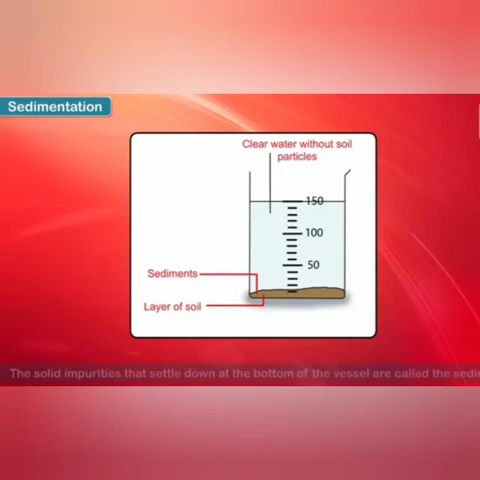 Sedimentation
Clear water without soil
particles
150
100
50
Sediments
Layer of soil
The solid impurities that settle down at the bottom of the vessel are called the